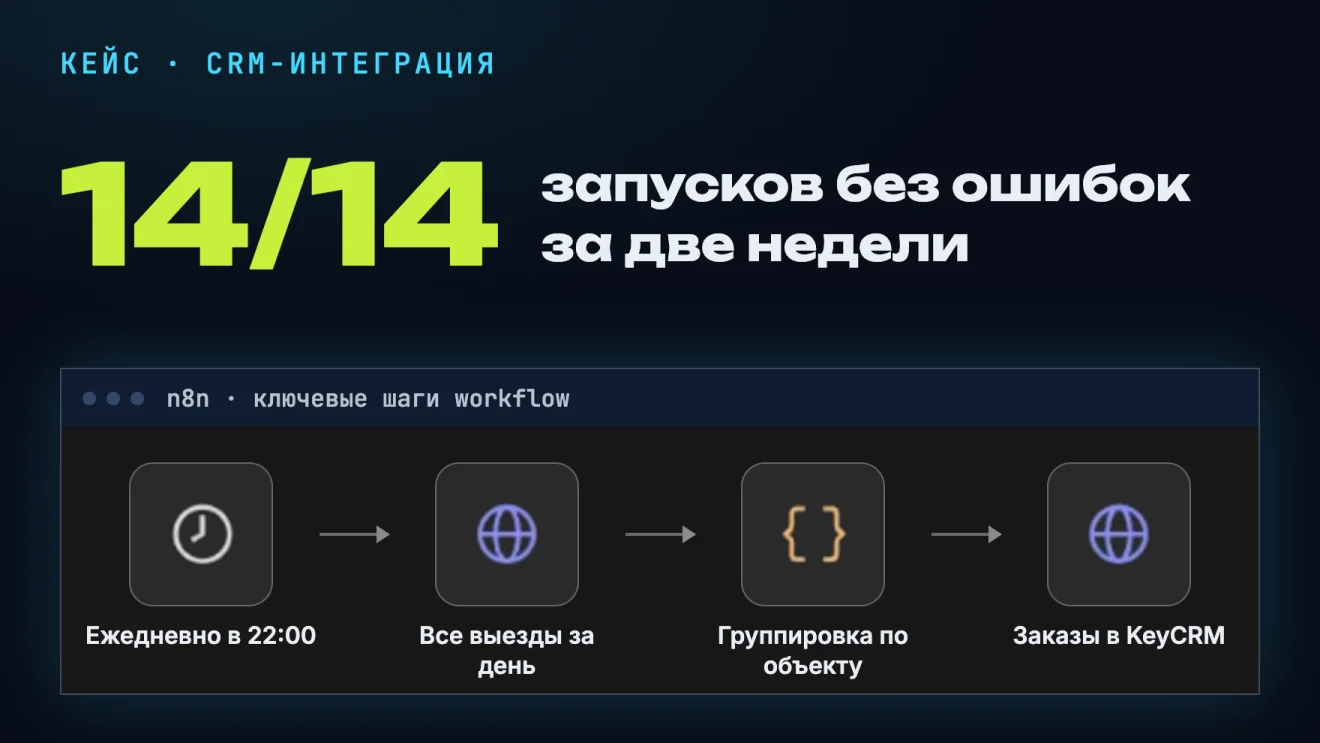 КЕЙС · CRM-ИНТЕГРАЦИЯ
14/14
запусков без ошибок
за две недели
n8n · ключевые шаги workflow
{ }
Ежедневно в 22:00
Все выезды за
день
Группировка по
объекту
Заказы в KeyCRM